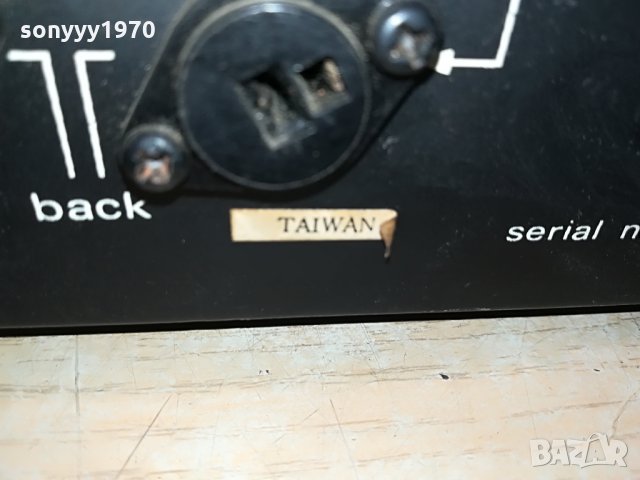 sonyyy1970
back
TAIWAN
serial n
BAZAR